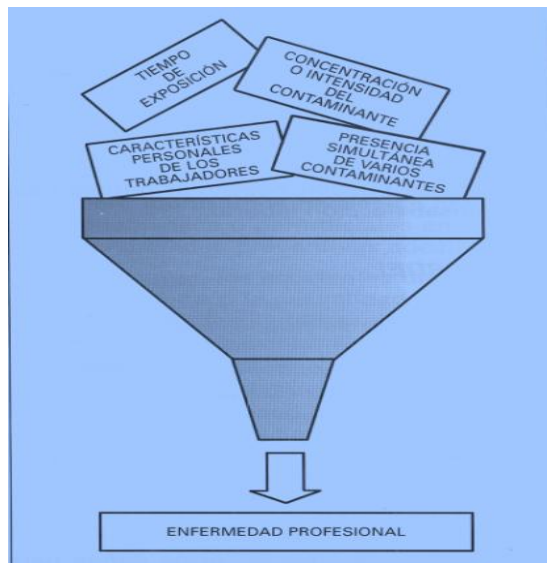 TIEMPO
DE
EXPOSICIÓN
CONCENTRACIÓN
O INTENSIDAD
DEL
CONTAMINANTE
CARACTERÍSTICAS
PERSONALES
DE LOS
TRABAJADORES
PRESENCIA
SIMULTÁNEA
DE VARIOS
CONTAMINANTES
ENFERMEDAD PROFESIONAL